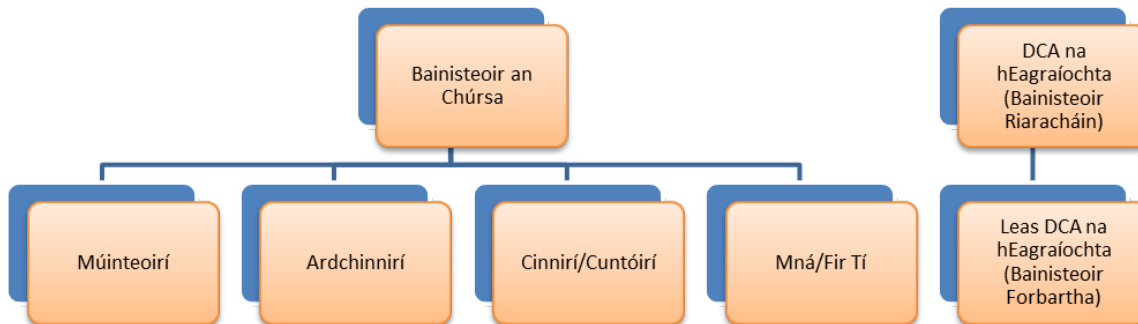 Bainisteoir an
Chúrsa
DCA na
hEagraíochta
(Bainisteoir
Riaracháin)
Múinteoirí
Ardchinnirí
Cinnirí/Cuntóirí
Mná/Fir Tí
Leas DCA na
hEagraíochta
(Bainisteoir
Forbartha)